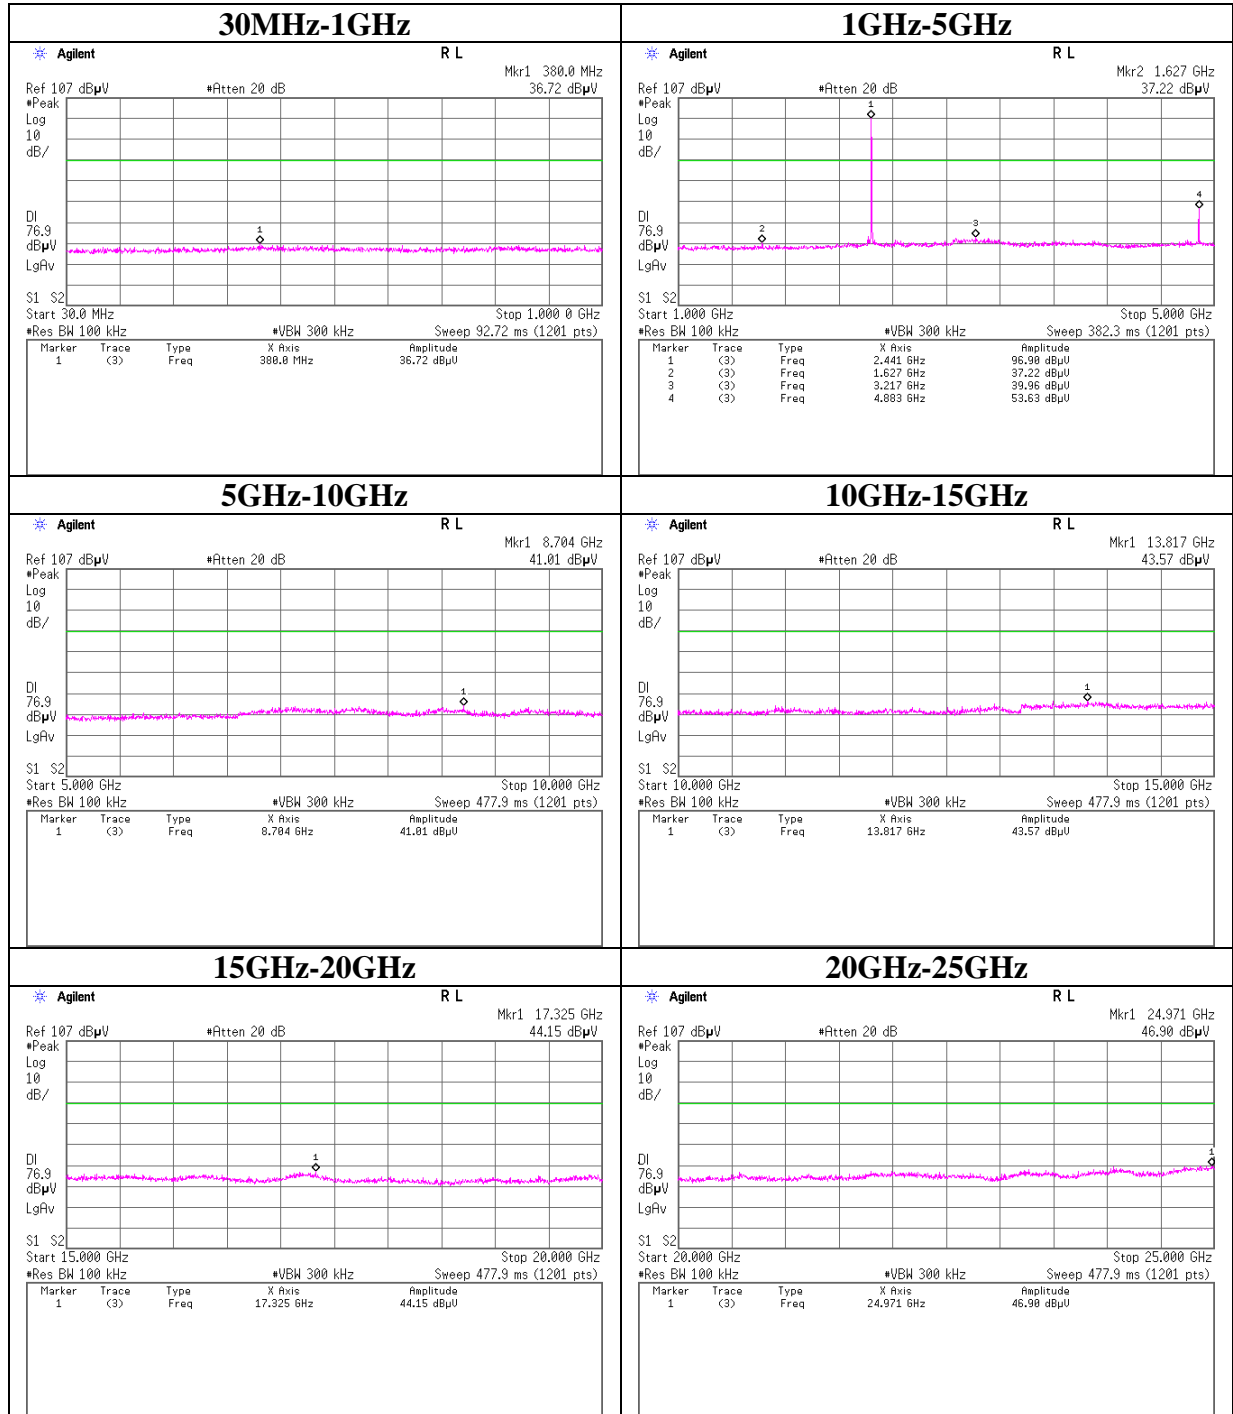 30MHz-1GHz
Agilent R L
Mkr1 380.0 MHz
Ref 107 dBµV #Atten 20 dB 36.72 dBµV
#Peak
Log
10
dB/
1
DI
76.9
dBµV
LgAv
S1 S2
Start 30.0 MHz Stop 1.000 0 GHz
#Res BW 100 kHz #VBW 300 kHz Sweep 92.72 ms (1201 pts)
Marker Trace Type X Axis Amplitude
1 (3) Freq 380.0 MHz 36.72 dBµV
1GHz-5GHz
Agilent R L
Mkr2 1.627 GHz
Ref 107 dBµV #Atten 20 dB 37.22 dBµV
#Peak
Log
10
dB/
1
4
2
3
DI
76.9
dBµV
LgAv
S1 S2
Start 1.000 GHz Stop 5.000 GHz
#Res BW 100 kHz #VBW 300 kHz Sweep 382.3 ms (1201 pts)
Marker Trace Type X Axis Amplitude
1 (3) Freq 2.441 GHz 96.90 dBµV
2 (3) Freq 1.627 GHz 37.22 dBµV
3 (3) Freq 3.217 GHz 39.96 dBµV
4 (3) Freq 4.883 GHz 53.63 dBµV
5GHz-10GHz
Agilent R L
Mkr1 8.704 GHz
Ref 107 dBµV #Atten 20 dB 41.01 dBµV
#Peak
Log
10
dB/
1
DI
76.9
dBµV
LgAv
S1 S2
Start 5.000 GHz Stop 10.000 GHz
#Res BW 100 kHz #VBW 300 kHz Sweep 477.9 ms (1201 pts)
Marker Trace Type X Axis Amplitude
1 (3) Freq 8.704 GHz 41.01 dBµV
10GHz-15GHz
Agilent R L
Mkr1 13.817 GHz
Ref 107 dBµV #Atten 20 dB 43.57 dBµV
#Peak
Log
10
dB/
1
DI
76.9
dBµV
LgAv
S1 S2
Start 10.000 GHz Stop 15.000 GHz
#Res BW 100 kHz #VBW 300 kHz Sweep 477.9 ms (1201 pts)
Marker Trace Type X Axis Amplitude
1 (3) Freq 13.817 GHz 43.57 dBµV
15GHz-20GHz
Agilent R L
Mkr1 17.325 GHz
Ref 107 dBµV #Atten 20 dB 44.15 dBµV
#Peak
Log
10
dB/
1
DI
76.9
dBµV
LgAv
S1 S2
Start 15.000 GHz Stop 20.000 GHz
#Res BW 100 kHz #VBW 300 kHz Sweep 477.9 ms (1201 pts)
Marker Trace Type X Axis Amplitude
1 (3) Freq 17.325 GHz 44.15 dBµV
20GHz-25GHz
Agilent R L
Mkr1 24.971 GHz
Ref 107 dBµV #Atten 20 dB 46.90 dBµV
#Peak
Log
10
dB/
1
DI
76.9
dBµV
LgAv
S1 S2
Start 20.000 GHz Stop 25.000 GHz
#Res BW 100 kHz #VBW 300 kHz Sweep 477.9 ms (1201 pts)
Marker Trace Type X Axis Amplitude
1 (3) Freq 24.971 GHz 46.90 dBµV